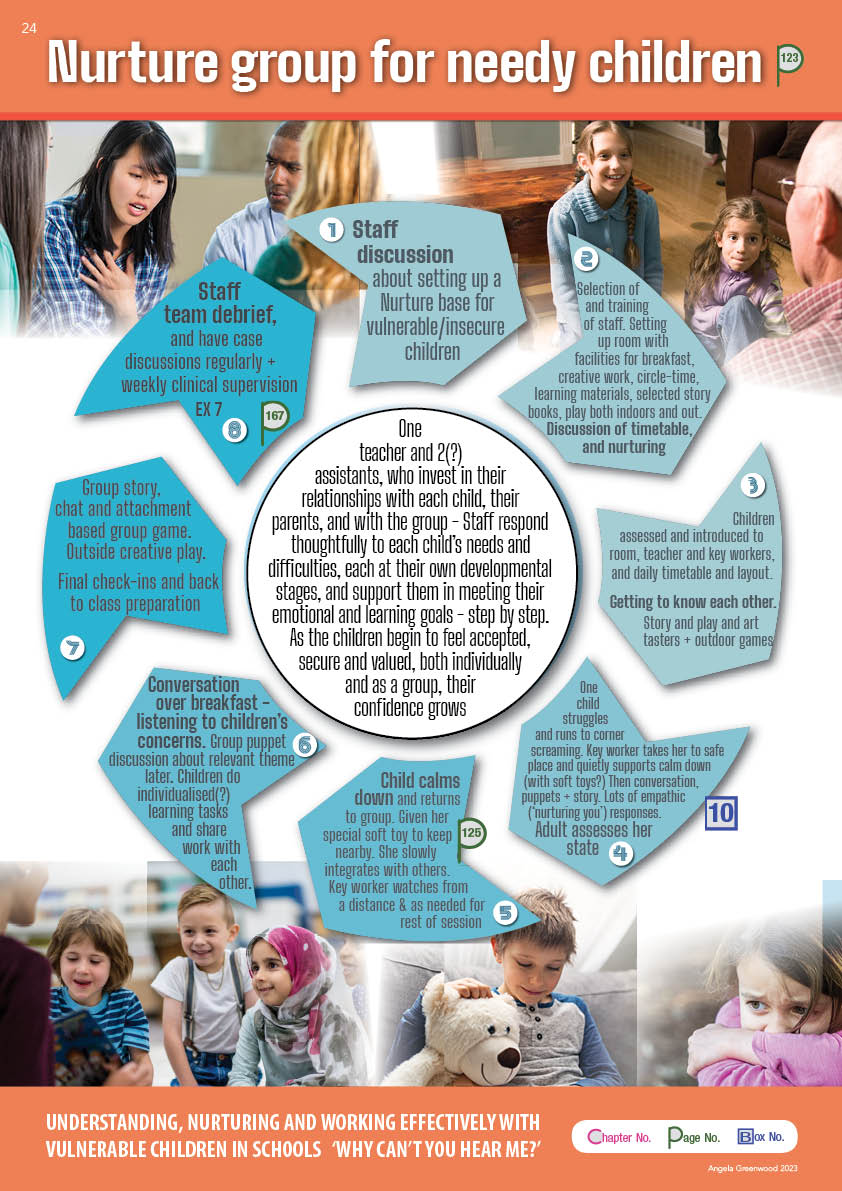 24
Nurture group for needy children
123
1 Staff
discussion
about setting up a
Nurture base for
vulnerable/insecure
children
2
Selection of
and training
of staff. Setting
up room with
facilities for breakfast,
creative work, circle-time,
learning materials, selected story
books, play both indoors and out.
Discussion of timetable,
and nurturing
3
Children
assessed and introduced to
room, teacher and key workers,
and daily timetable and layout.
Getting to know each other.
Story and play and art
tasters + outdoor games
One
child
struggles
and runs to corner
screaming. Key worker takes her to safe
place and quietly supports calm down
(with soft toys?) Then conversation,
puppets + story. Lots of empathic
('nurturing you') responses.
Adult assesses her
state 4
10
Child calms
down and returns
to group. Given her
special soft toy to keep
nearby. She slowly
integrates with others.
Key worker watches from
a distance & as needed for
rest of session 5
125
Conversation
over breakfast –
listening to children's
concerns. Group puppet 6
discussion about relevant theme
later. Children do
individualised(?)
learning tasks
and share
work with
each
other.
Group story,
chat and attachment
based group game.
Outside creative play.
Final check-ins and back
to class preparation
7
Staff
team debrief,
and have case
discussions regularly +
weekly clinical supervision
EX 7
8
167
One
teacher and 2(?)
assistants, who invest in their
relationships with each child, their
parents, and with the group – Staff respond
thoughtfully to each child's needs and
difficulties, each at their own developmental
stages, and support them in meeting their
emotional and learning goals – step by step.
As the children begin to feel accepted,
secure and valued, both individually
and as a group, their
confidence grows
UNDERSTANDING, NURTURING AND WORKING EFFECTIVELY WITH
VULNERABLE CHILDREN IN SCHOOLS 'WHY CAN'T YOU HEAR ME?'
Chapter No. Page No. Box No.
Angela Greenwood 2023